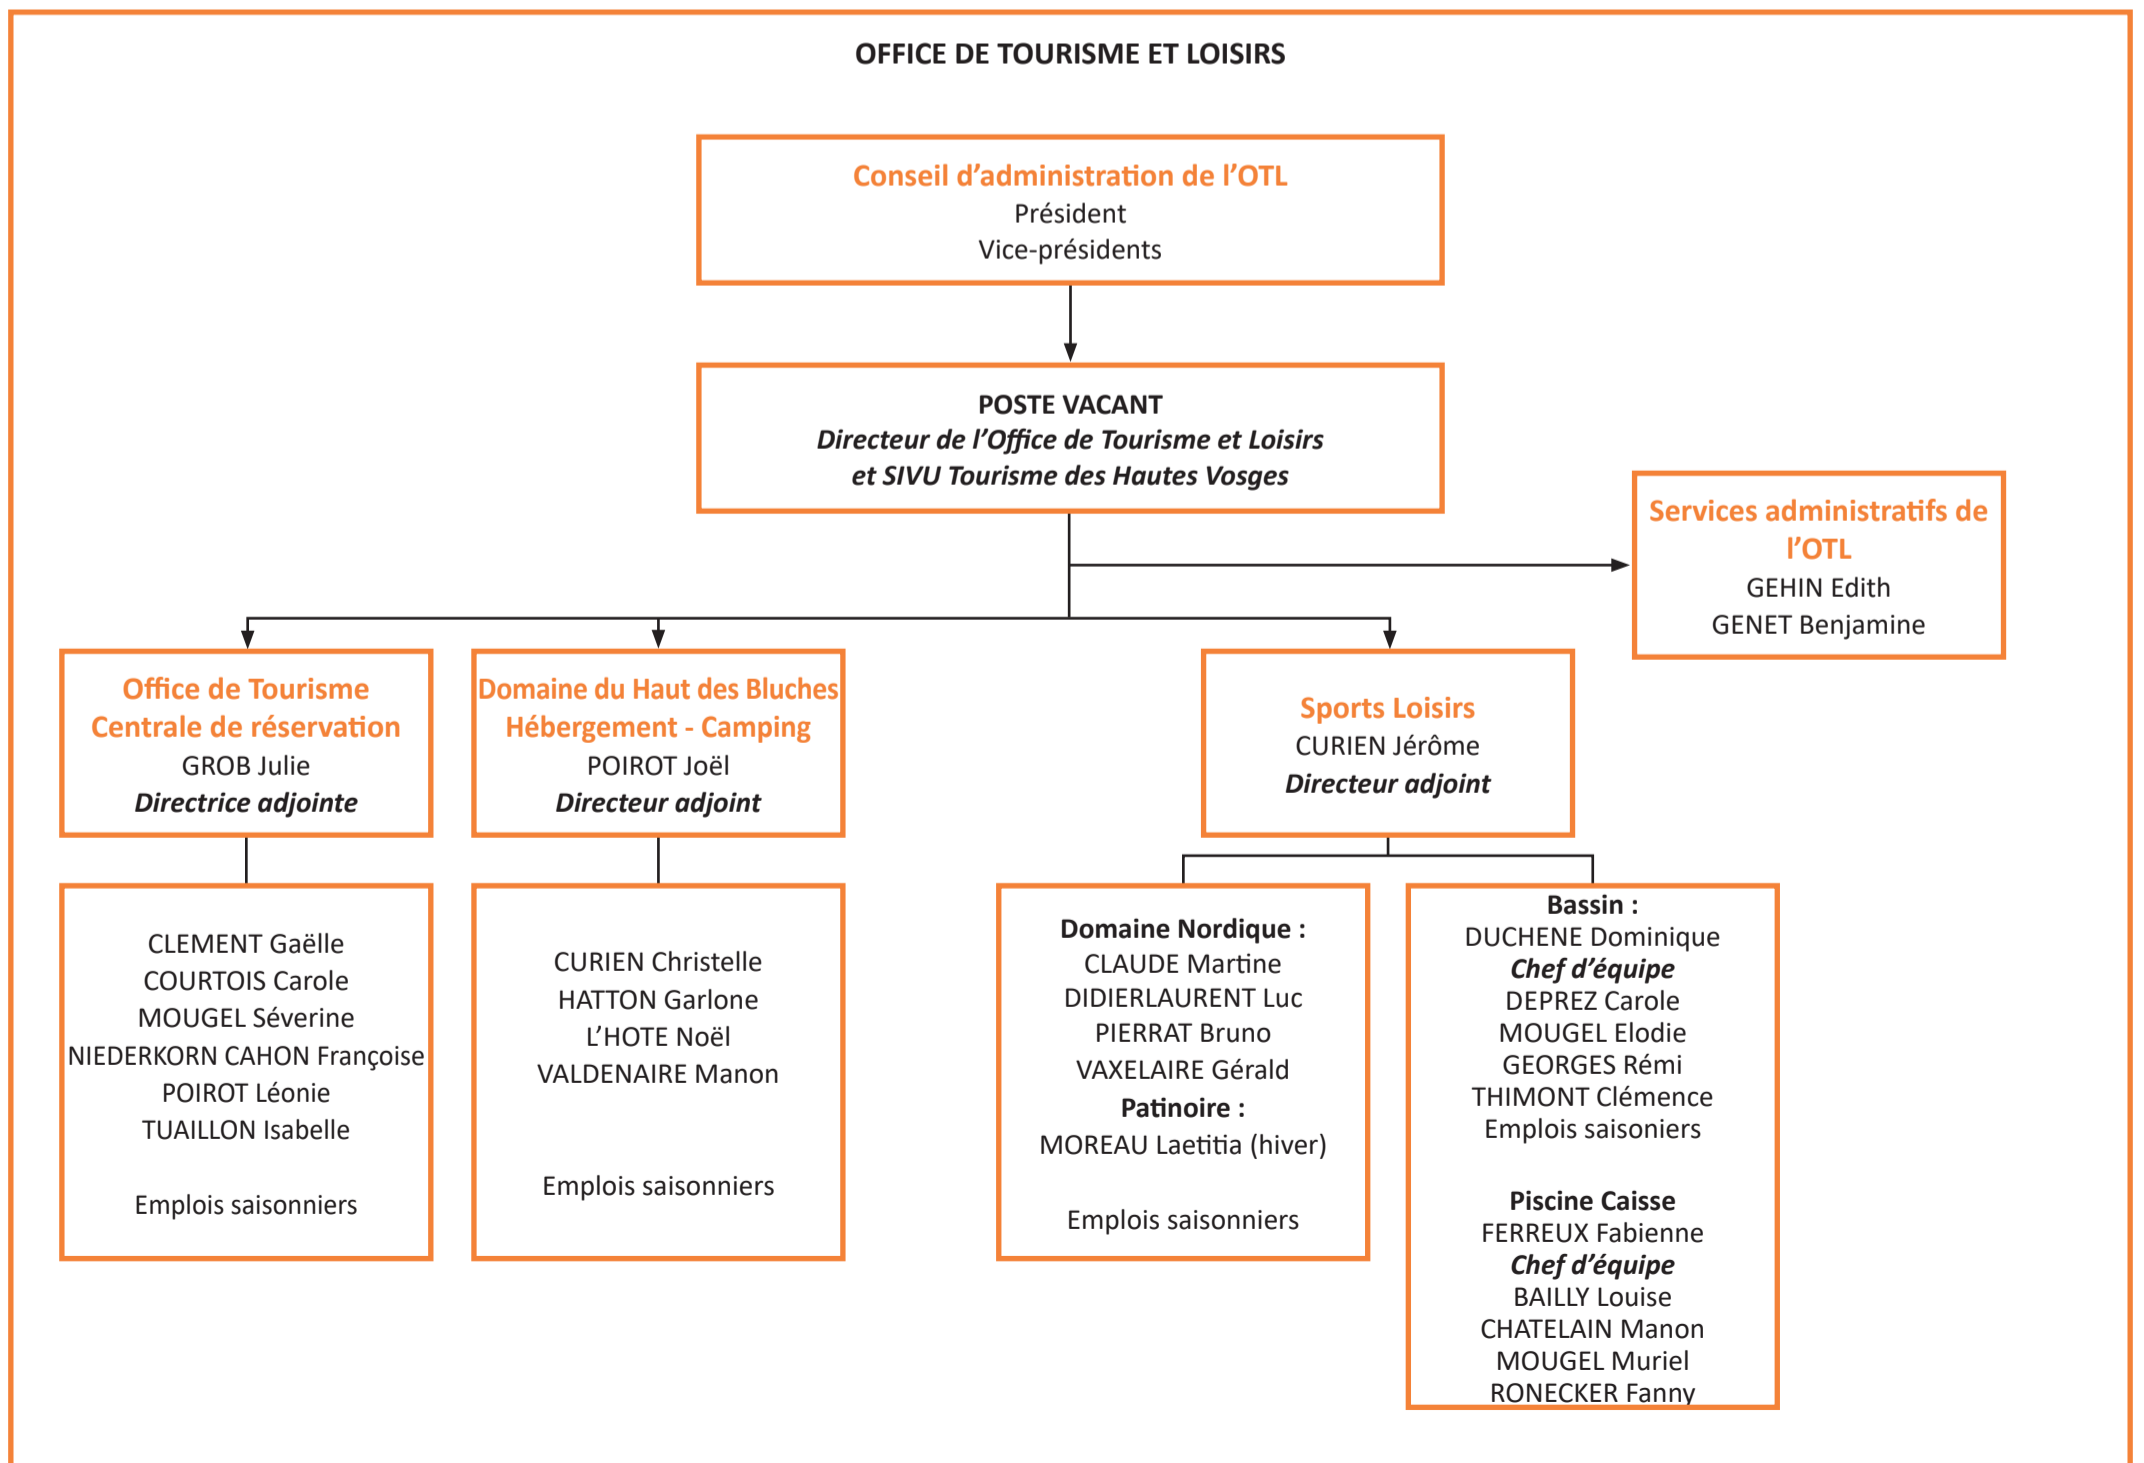 OFFICE DE TOURISME ET LOISIRS
Conseil d’administration de l’OTL
Président
Vice-présidents
POSTE VACANT
Directeur de l’Office de Tourisme et Loisirs
et SIVU Tourisme des Hautes Vosges
Services administratifs de
l’OTL
GEHIN Edith
GENET Benjamine
Office de Tourisme
Centrale de réservation
GROB Julie
Directrice adjointe
Domaine du Haut des Bluches
Hébergement - Camping
POIROT Joël
Directeur adjoint
Sports Loisirs
CURIEN Jérôme
Directeur adjoint
CLEMENT Gaëlle
COURTOIS Carole
MOUGEL Séverine
NIEDERKORN CAHON Françoise
POIROT Léonie
TUAILLON Isabelle
Emplois saisonniers
CURIEN Christelle
HATTON Garlone
L’HOTE Noël
VALDENAIRE Manon
Emplois saisonniers
Domaine Nordique :
CLAUDE Martine
DIDIERLAURENT Luc
PIERRAT Bruno
VAXELAIRE Gérald
Patinoire :
MOREAU Laetitia (hiver)
Emplois saisonniers
Bassin :
DUCHENE Dominique
Chef d’équipe
DEPREZ Carole
MOUGEL Elodie
GEORGES Rémi
THIMONT Clémence
Emplois saisoniers
Piscine Caisse
FERREUX Fabienne
Chef d’équipe
BAILLY Louise
CHATELAIN Manon
MOUGEL Muriel
RONECKER Fanny